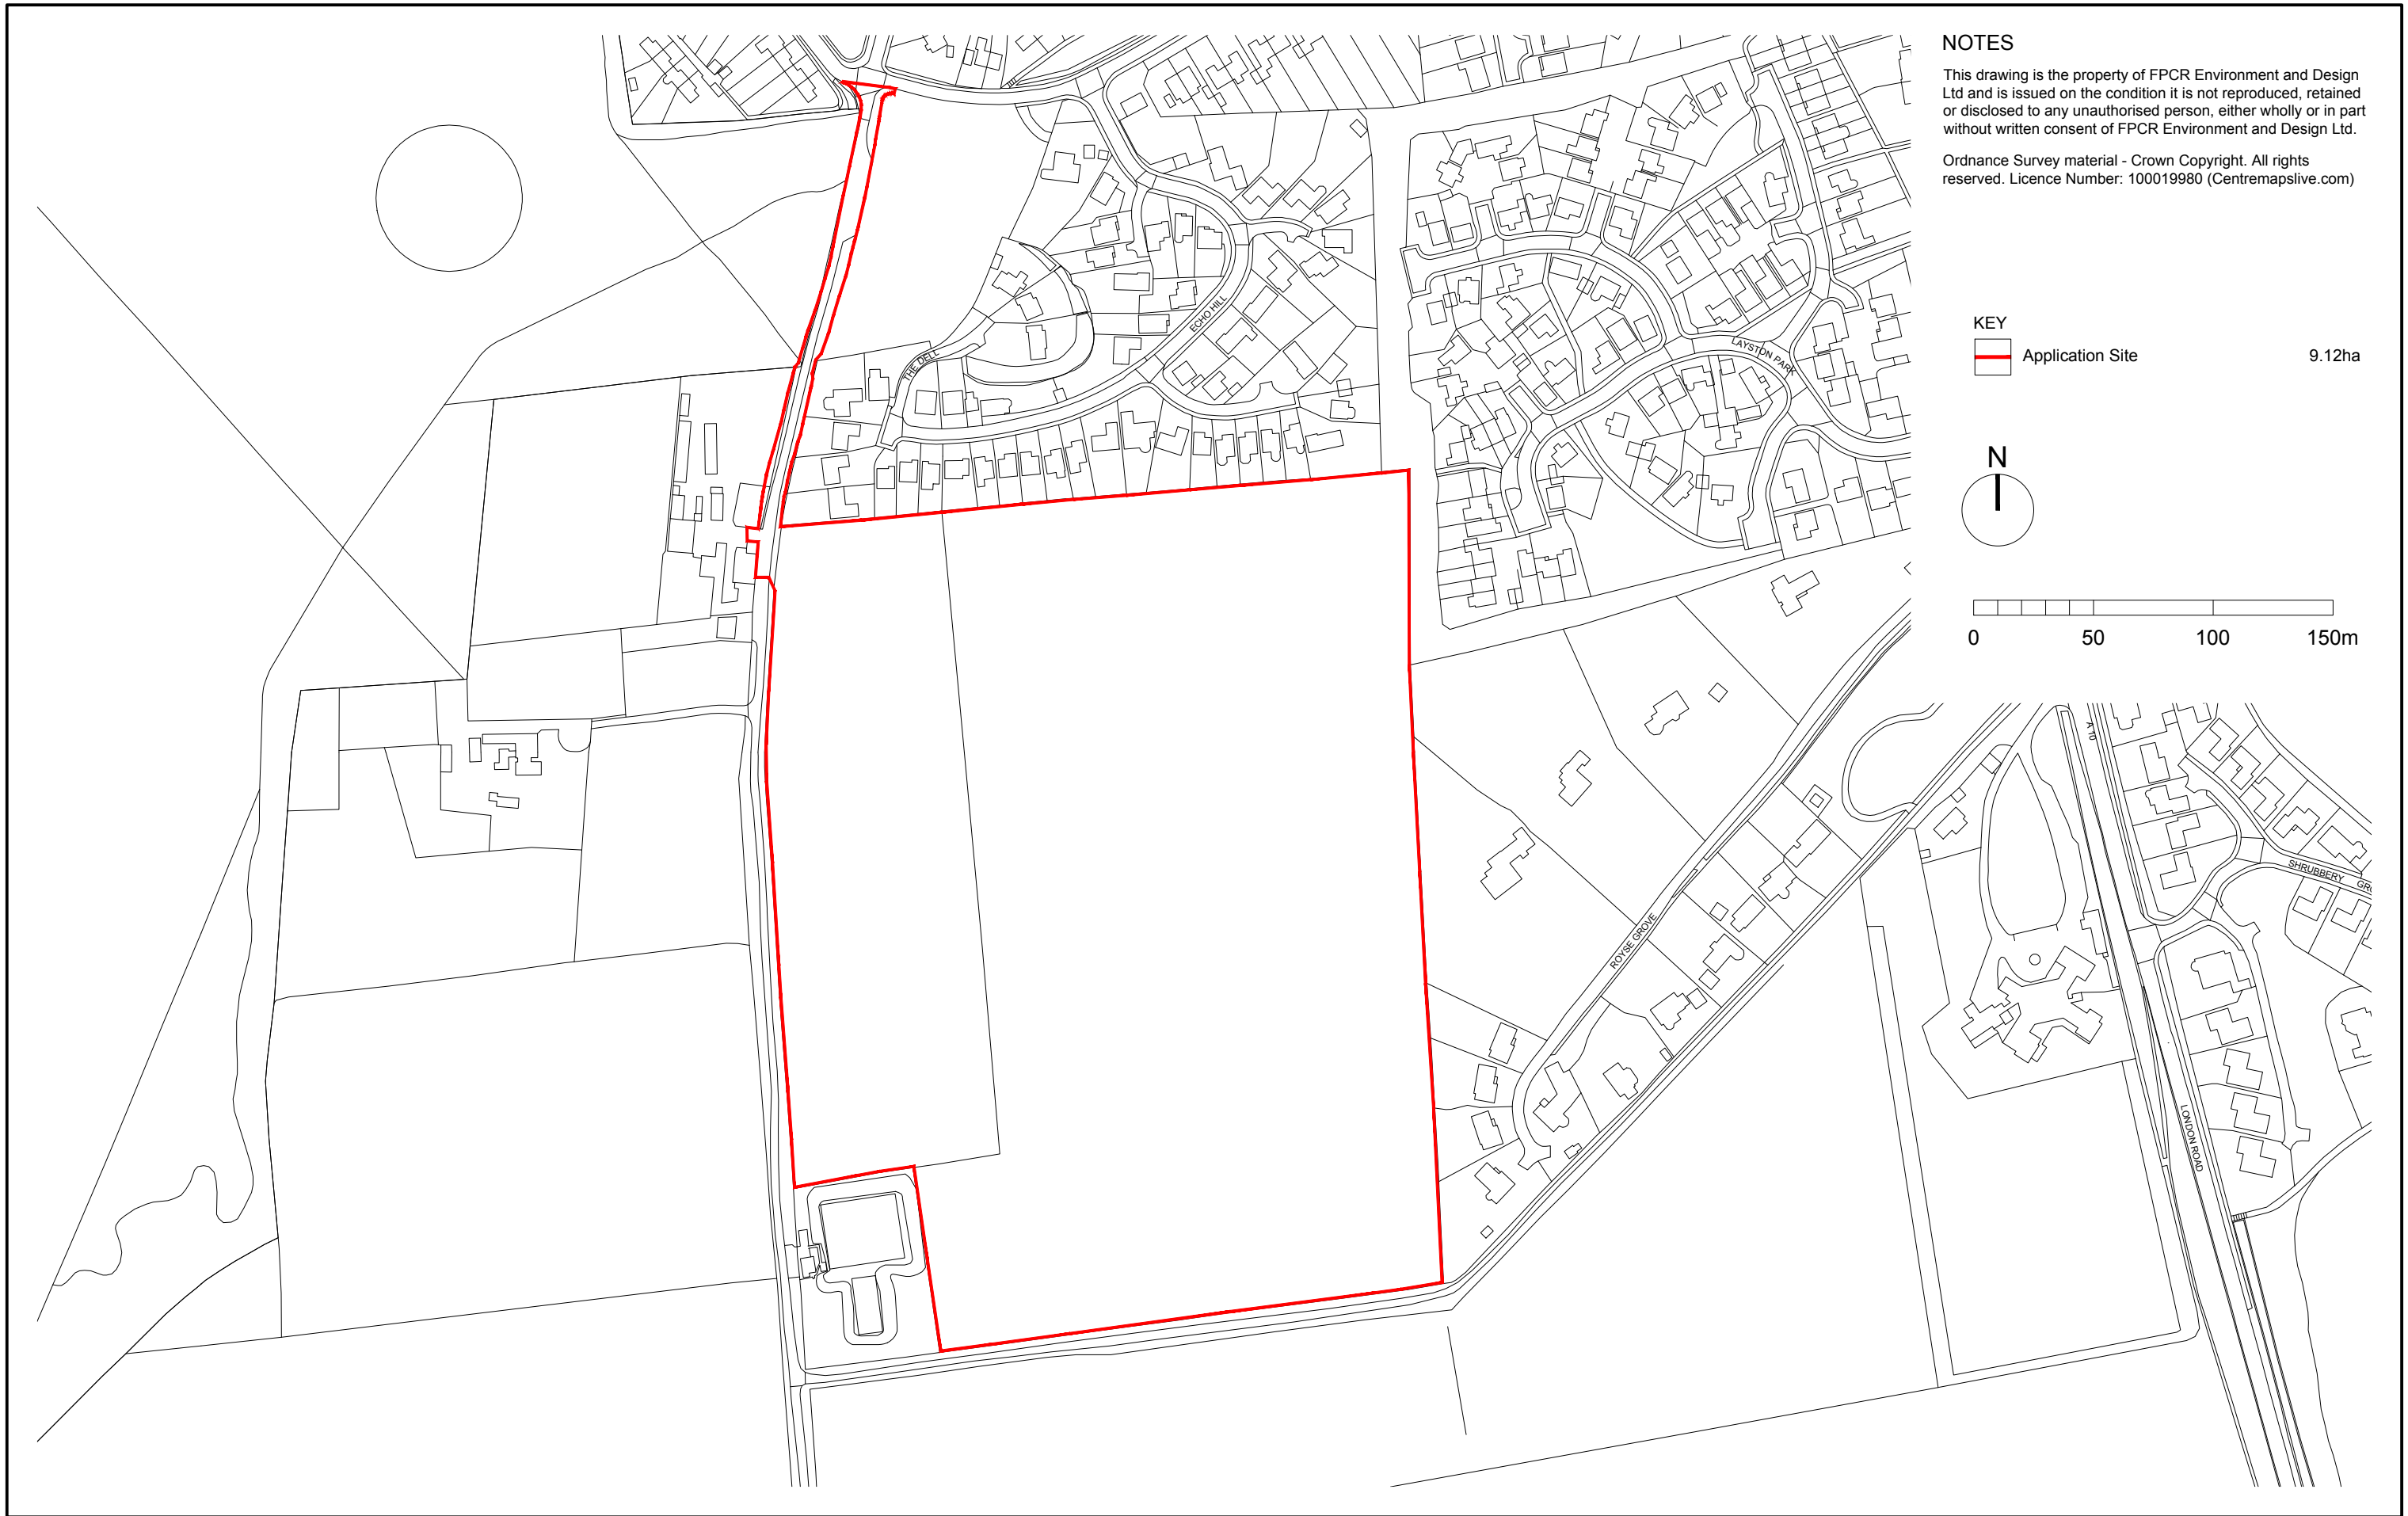 NOTES
This drawing is the property of FPCR Environment and Design
Ltd and is issued on the condition it is not reproduced, retained
or disclosed to any unauthorised person, either wholly or in part
without written consent of FPCR Environment and Design Ltd.
Ordnance Survey material - Crown Copyright. All rights
reserved. Licence Number: 100019980 (Centremapslive.com)
KEY
Application Site 9.12ha
N
0 50 100 150m
ECHO HILL
THE DELL
LAYSTON PARK
A 10
SHRUBBERY
ROYSE GROVE
LONDON ROAD